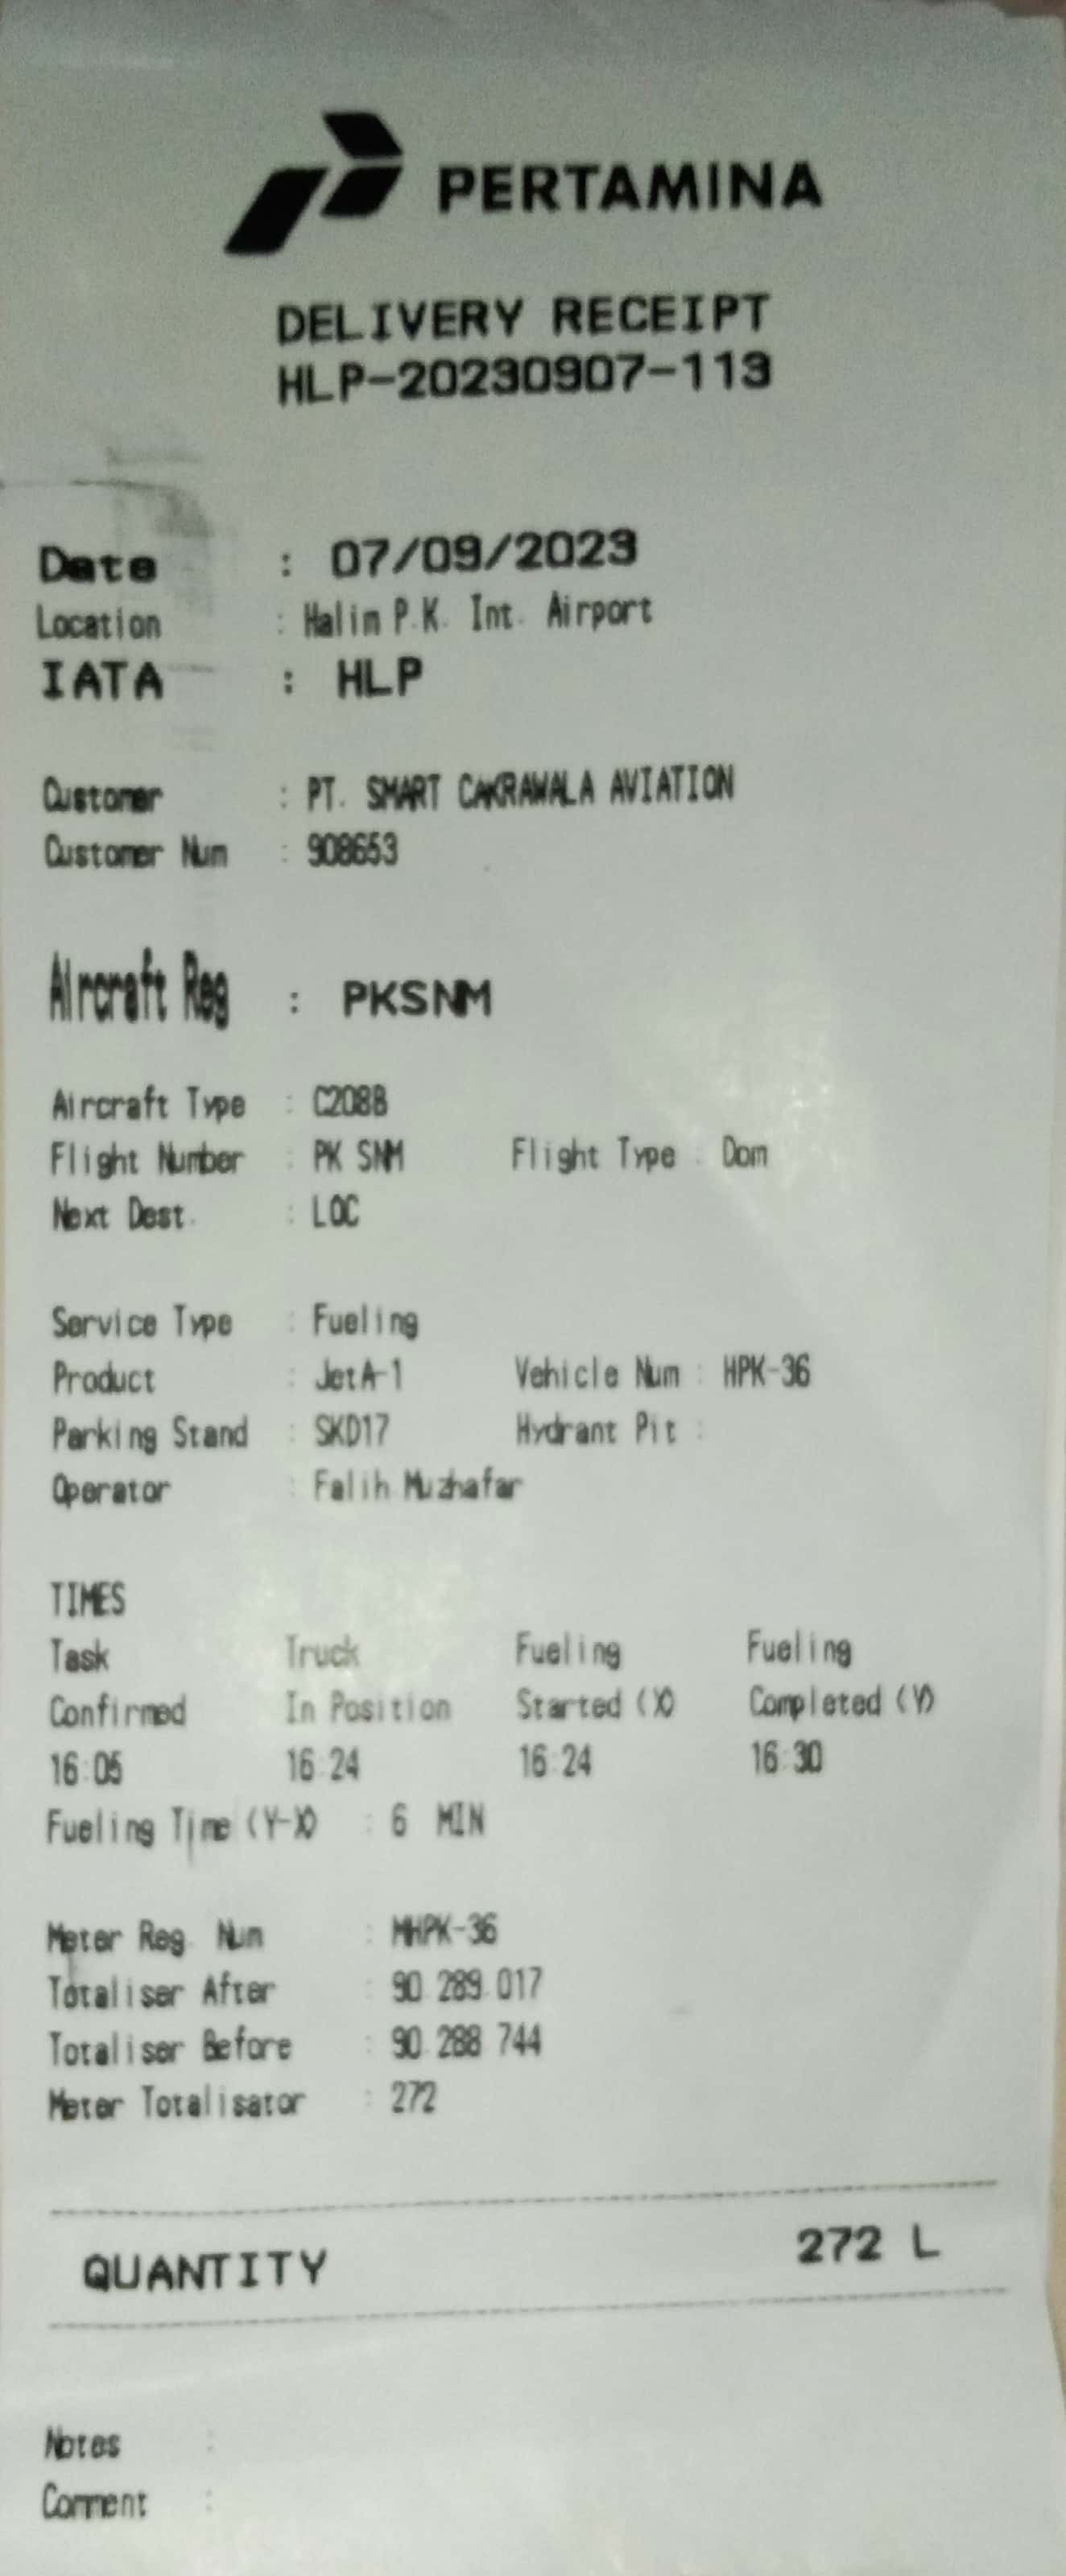 PERTAMINA
DELIVERY RECEIPT
HLP-20230907-113
Date : 07/09/2023
Location : Halim P.K. Int. Airport
IATA : HLP
Customer : PT. SMART CAKRAWALA AVIATION
Customer Num : 908653
Aircraft Reg : PKSNM
Aircraft Type : C208B
Flight Number : PK SNM Flight Type : Dom
Next Dest. : LOC
Service Type : Fueling
Product : JetA-1 Vehicle Num : HPK-36
Parking Stand : SKD17 Hydrant Pit :
Operator : Falih Muzhafar
TIMES
Task Truck Fueling Fueling
Confirmed In Position Started (X) Completed (Y)
16:05 16:24 16:24 16:30
Fueling Time (Y-X) : 6 MIN
Meter Reg. Num : MHPK-36
Totaliser After : 90.289.017
Totaliser Before : 90.288.744
Meter Totalisator : 272
QUANTITY 272 L
Notes :
Comment :